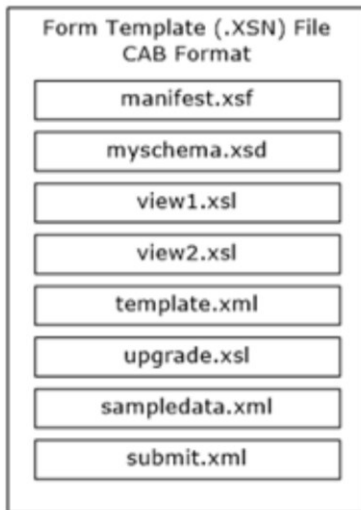 Form Template (.XSN) File
CAB Format
manifest.xsf
myschema.xsd
view1.xsl
view2.xsl
template.xml
upgrade.xsl
sampledata.xml
submit.xml